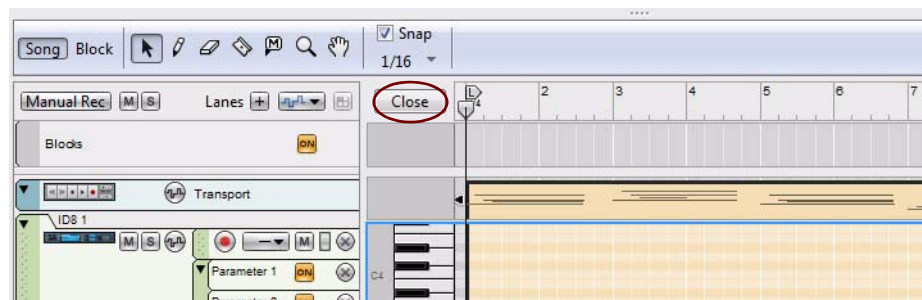 Song Block M Snap
1/16
Manual Rec M S Lanes + Close L 2 3 4 5 6 7
4
Blocks ON
Transport
ID8 1
M S M
Parameter 1 ON
C4